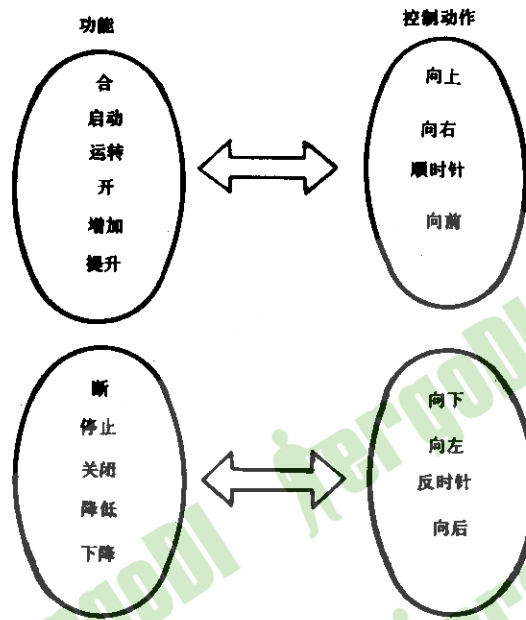 功能
控制动作
合
启动
运转
开
增加
提升
向上
向右
顺时针
向前
断
停止
关闭
降低
下降
向下
向左
反时针
向后
ergoDI